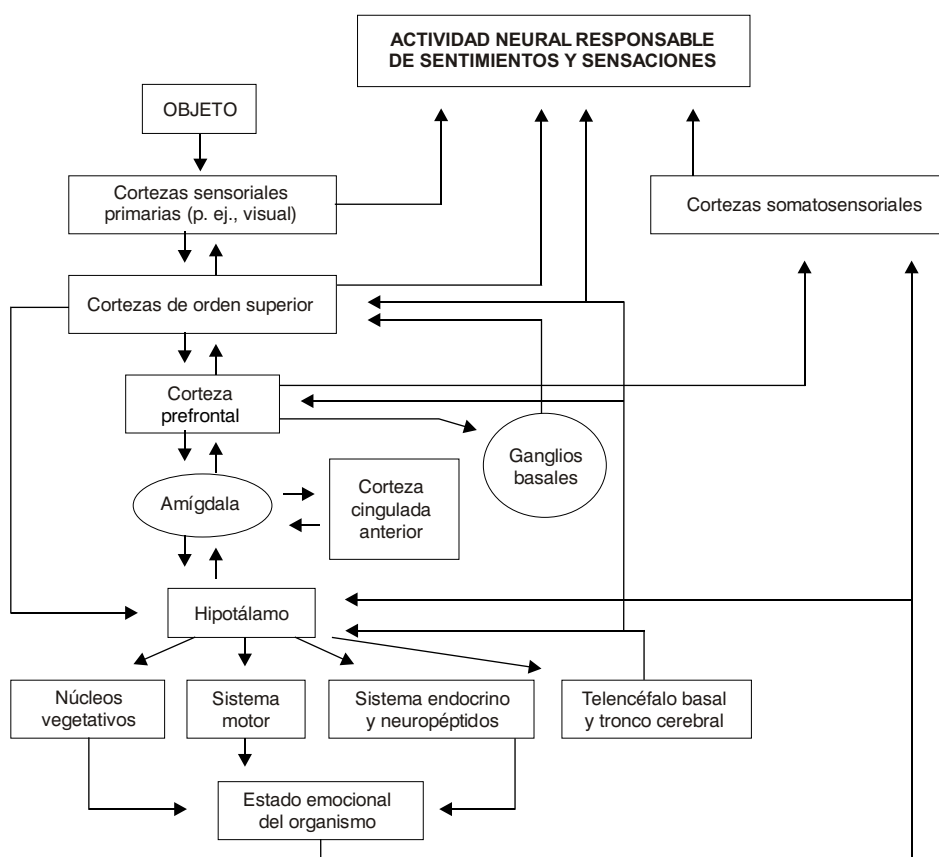 ACTIVIDAD NEURAL RESPONSABLE
DE SENTIMIENTOS Y SENSACIONES
OBJETO
Cortezas sensoriales
primarias (p. ej., visual)
Cortezas somatosensoriales
Cortezas de orden superior
Corteza
prefrontal
Ganglios
basales
Amígdala
Corteza
cingulada
anterior
Hipotálamo
Núcleos
vegetativos
Sistema
motor
Sistema endocrino
y neuropéptidos
Telencéfalo basal
y tronco cerebral
Estado emocional
del organismo